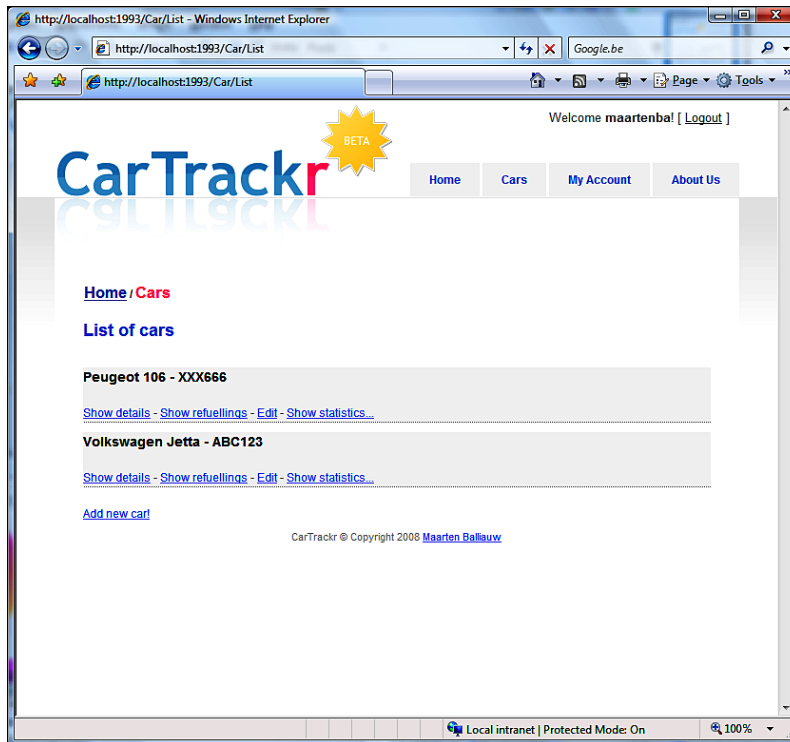 http://localhost:1993/Car/List - Windows Internet Explorer
http://localhost:1993/Car/List
Google.be
http://localhost:1993/Car/List
Page
Tools
Welcome maartenba! [ Logout ]
BETA
CarTrackr
Home Cars My Account About Us
Home / Cars
List of cars
Peugeot 106 - XXX666
Show details - Show refuellings - Edit - Show statistics...
Volkswagen Jetta - ABC123
Show details - Show refuellings - Edit - Show statistics...
Add new car!
CarTrackr © Copyright 2008 Maarten Balliauw
Local intranet | Protected Mode: On
100%